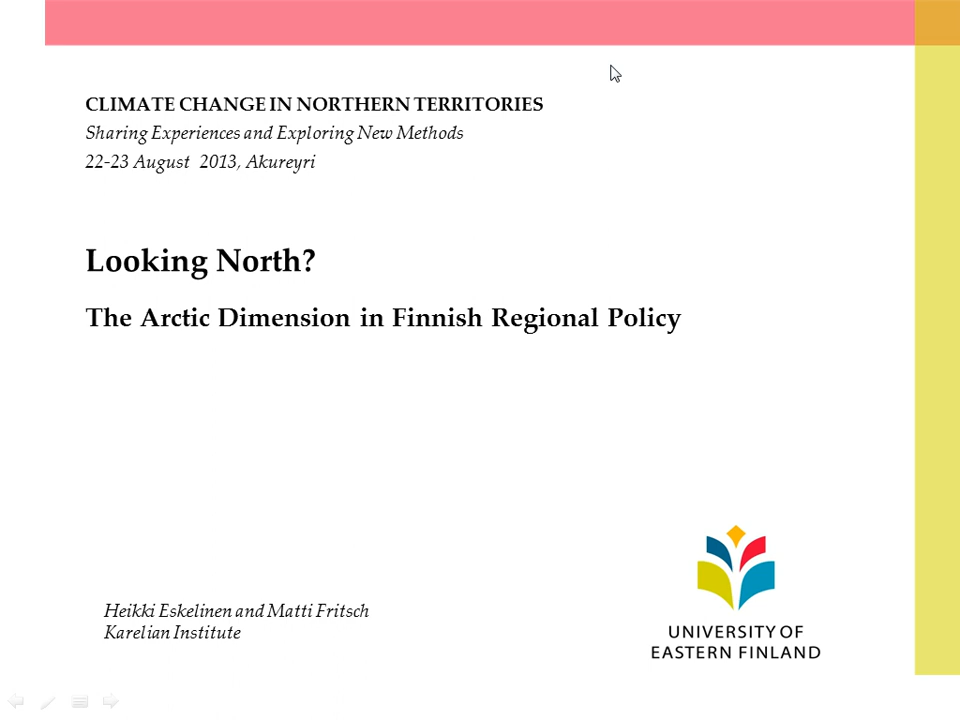 CLIMATE CHANGE IN NORTHERN TERRITORIES
Sharing Experiences and Exploring New Methods
22-23 August 2013, Akureyri
Looking North?
The Arctic Dimension in Finnish Regional Policy
Heikki Eskelinen and Matti Fritsch
Karelian Institute
UNIVERSITY OF
EASTERN FINLAND